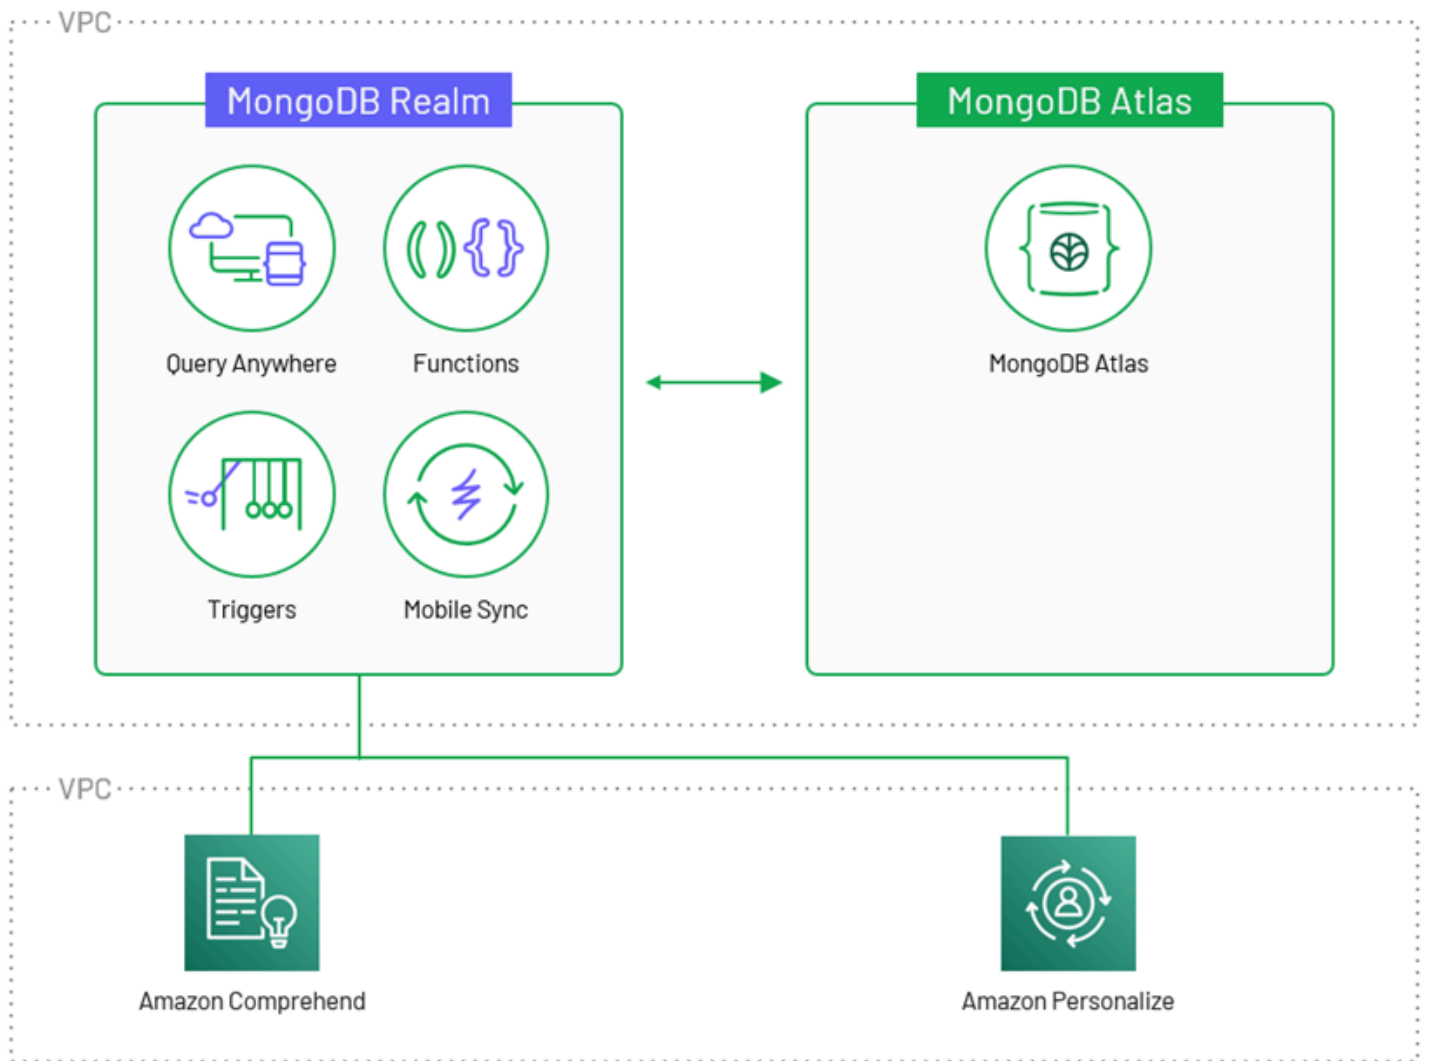 VPC
MongoDB Realm
MongoDB Atlas
Query Anywhere
Functions
MongoDB Atlas
Triggers
Mobile Sync
VPC
Amazon Comprehend
Amazon Personalize